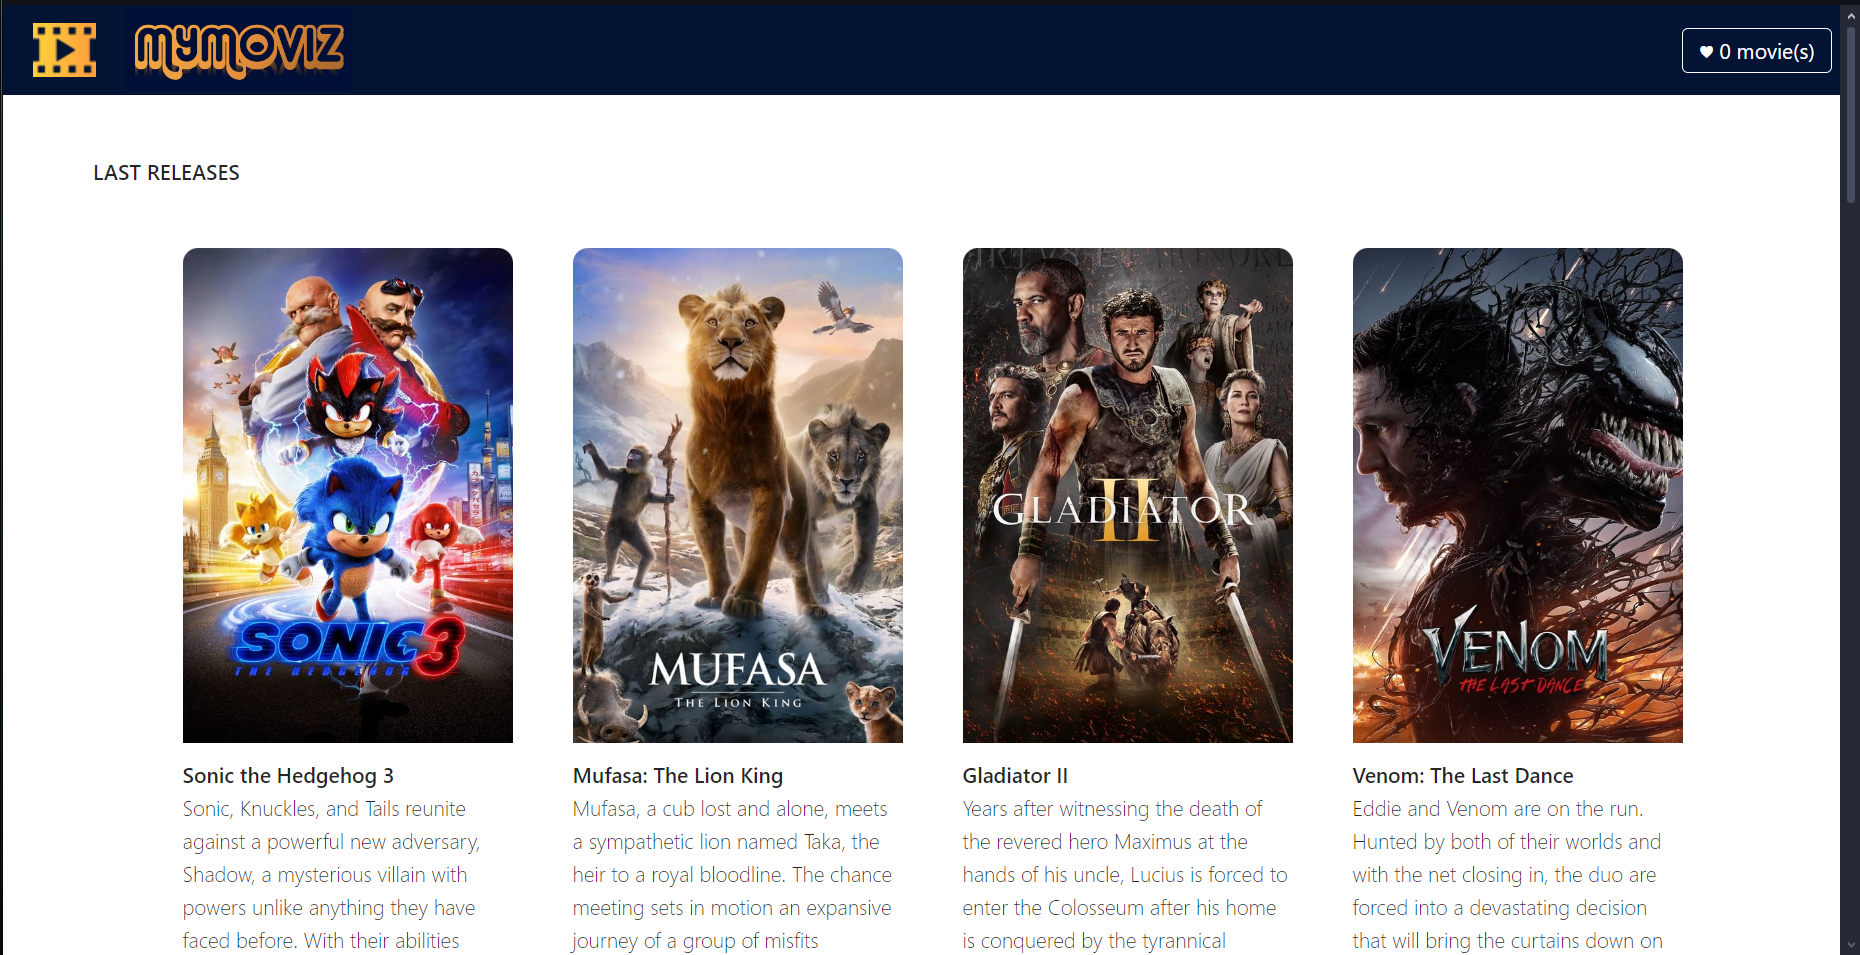 MYMOVIZ
0 movie(s)
LAST RELEASES
SONIC 3
THE HEDGEHOG
MUFASA
THE LION KING
GLADIATOR
II
VENOM
THE LAST DANCE
Sonic the Hedgehog 3
Sonic, Knuckles, and Tails reunite
against a powerful new adversary,
Shadow, a mysterious villain with
powers unlike anything they have
faced before. With their abilities
Mufasa: The Lion King
Mufasa, a cub lost and alone, meets
a sympathetic lion named Taka, the
heir to a royal bloodline. The chance
meeting sets in motion an expansive
journey of a group of misfits
Gladiator II
Years after witnessing the death of
the revered hero Maximus at the
hands of his uncle, Lucius is forced to
enter the Colosseum after his home
is conquered by the tyrannical
Venom: The Last Dance
Eddie and Venom are on the run.
Hunted by both of their worlds and
with the net closing in, the duo are
forced into a devastating decision
that will bring the curtains down on